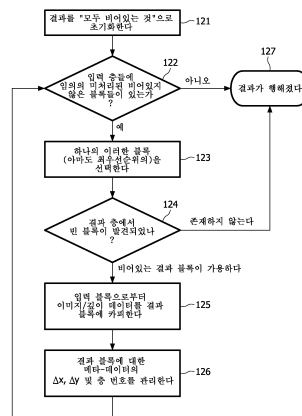 결과를 "모두 비어있는 것"으로
초기화한다
121
122
입력 층들에
임의의 미처리된 비어있지
않은 블록들이 있는가
?
아니오
127
결과가 행해졌다
예
하나의 이러한 블록
(아마도 최우선순위의)을
선택한다
123
124
결과 층에서
빈 블록이 발견되었나
?
존재하지 않는다
비어있는 결과 블록이 가용하다
입력 블록으로부터
이미지/깊이 데이터를 결과
블록에 카피한다
125
결과 블록에 대한
메타-데이터의
Δx, Δy 및 층 번호를 관리한다
126